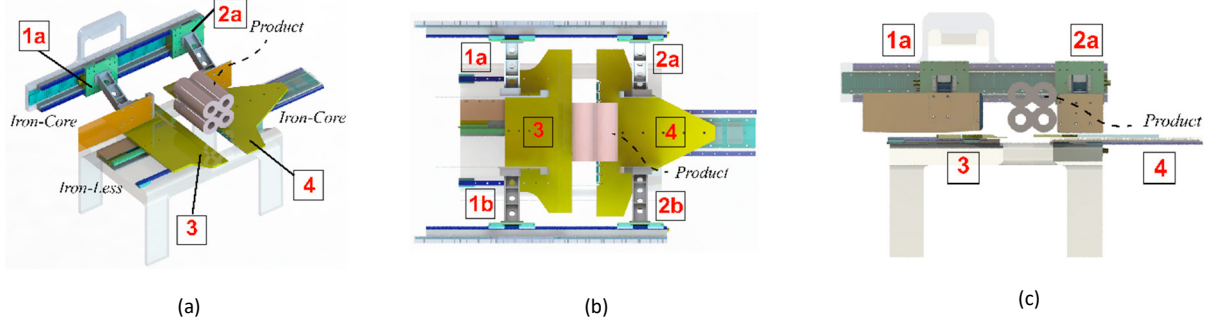 2a
Product
1a
Iron-Core
Iron-Core
Iron-Less
4
3
(a)
1a
2a
3
4
Product
1b
2b
(b)
1a
2a
Product
3
4
(c)